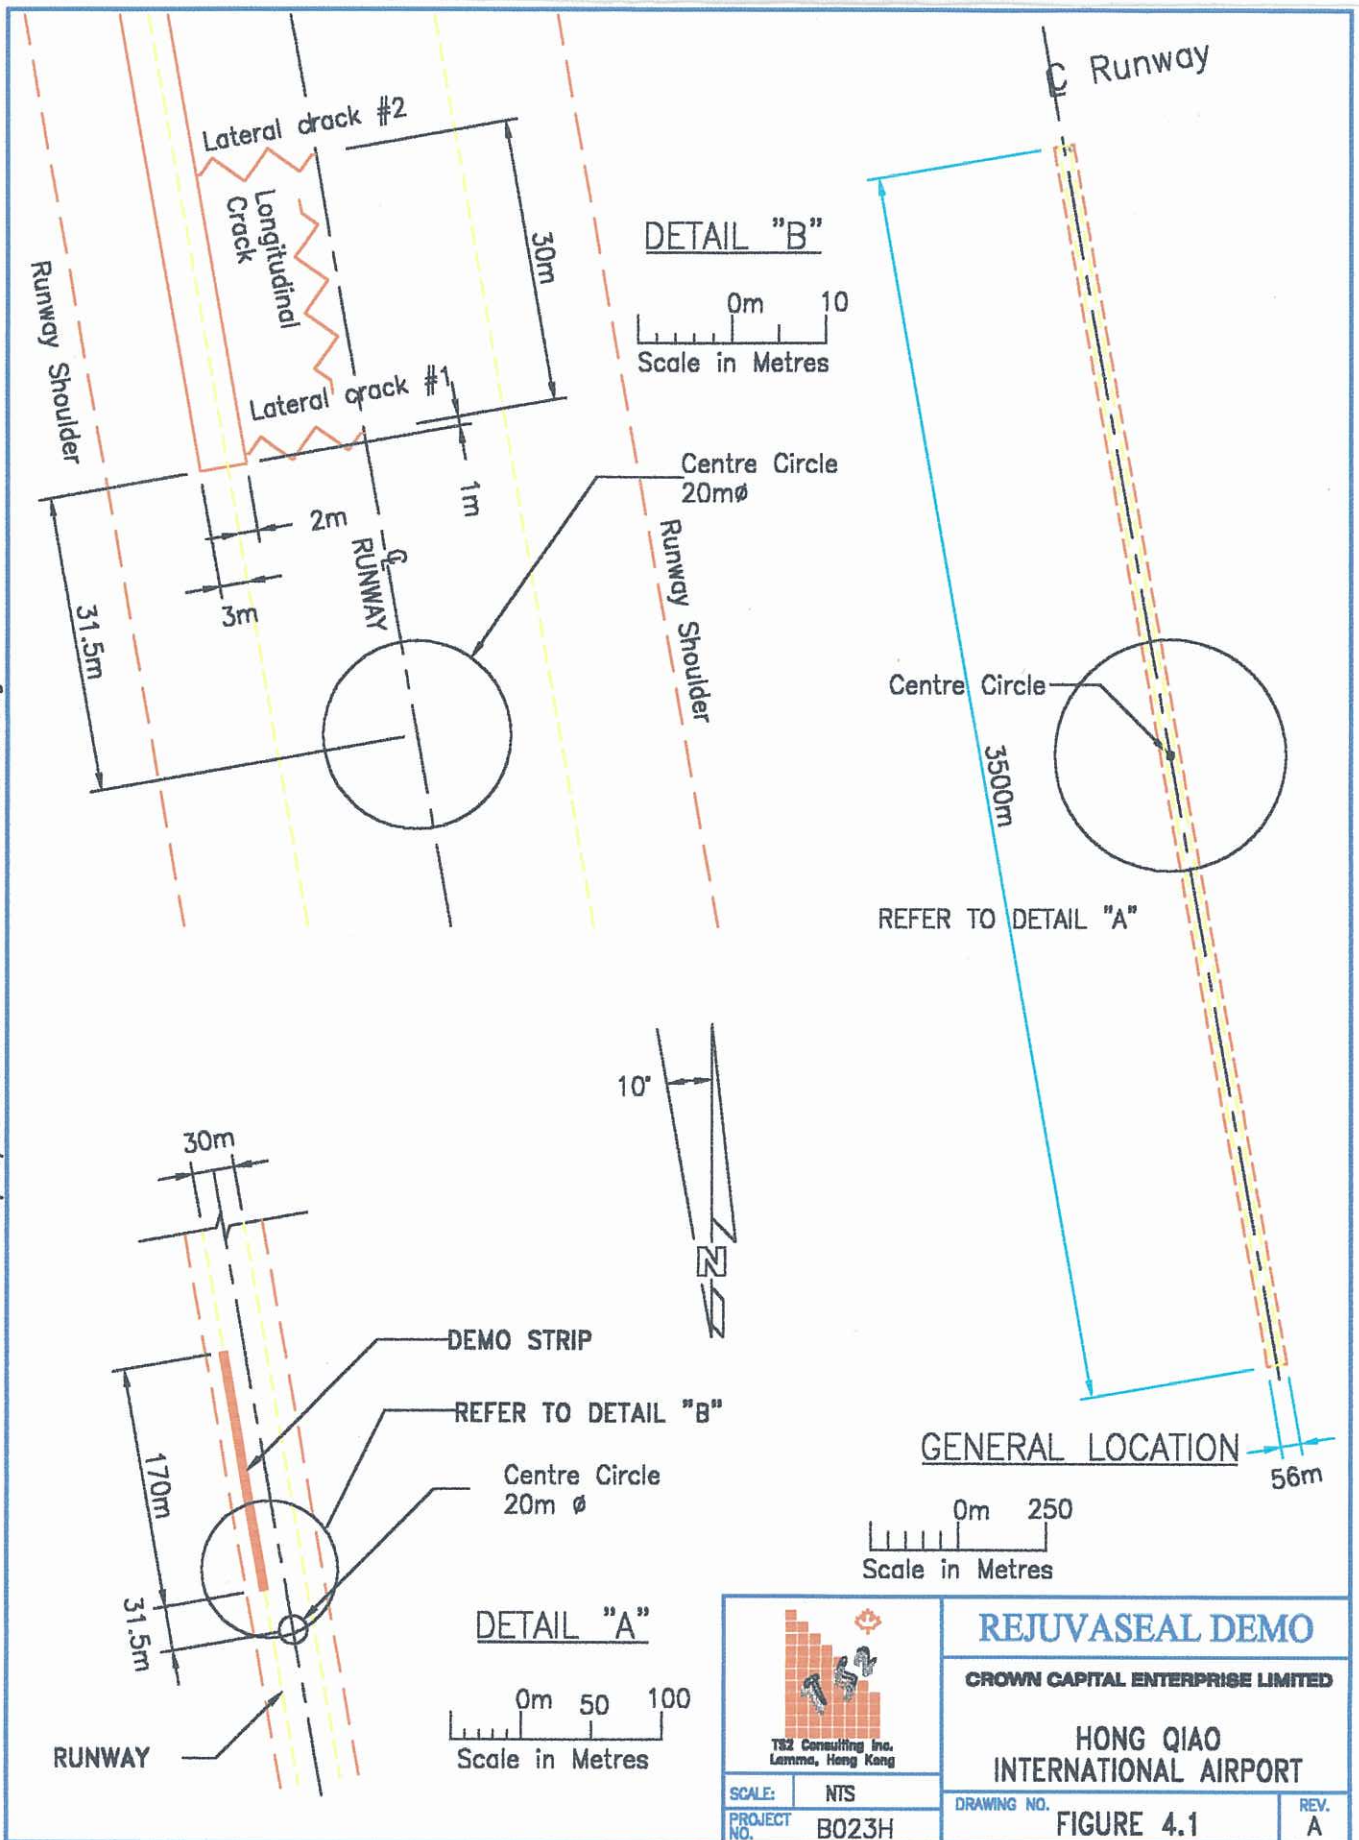 Lateral crack #2
Longitudinal
Crack
30m
Runway Shoulder
Lateral crack #1
1m
2m
3m
31.5m
℄
RUNWAY
Centre Circle
20mø
Runway Shoulder
DETAIL "B"
0m 10
Scale in Metres
℄ Runway
Centre Circle
3500m
REFER TO DETAIL "A"
GENERAL LOCATION
56m
0m 250
Scale in Metres
10°
N
30m
DEMO STRIP
REFER TO DETAIL "B"
Centre Circle
20m ø
170m
31.5m
RUNWAY
DETAIL "A"
0m 50 100
Scale in Metres
TS2
TS2 Consulting Inc.
Lamma, Hong Kong
REJUVASEAL DEMO
CROWN CAPITAL ENTERPRISE LIMITED
HONG QIAO
INTERNATIONAL AIRPORT
SCALE: NTS
PROJECT NO. B023H
DRAWING NO. FIGURE 4.1
REV. A